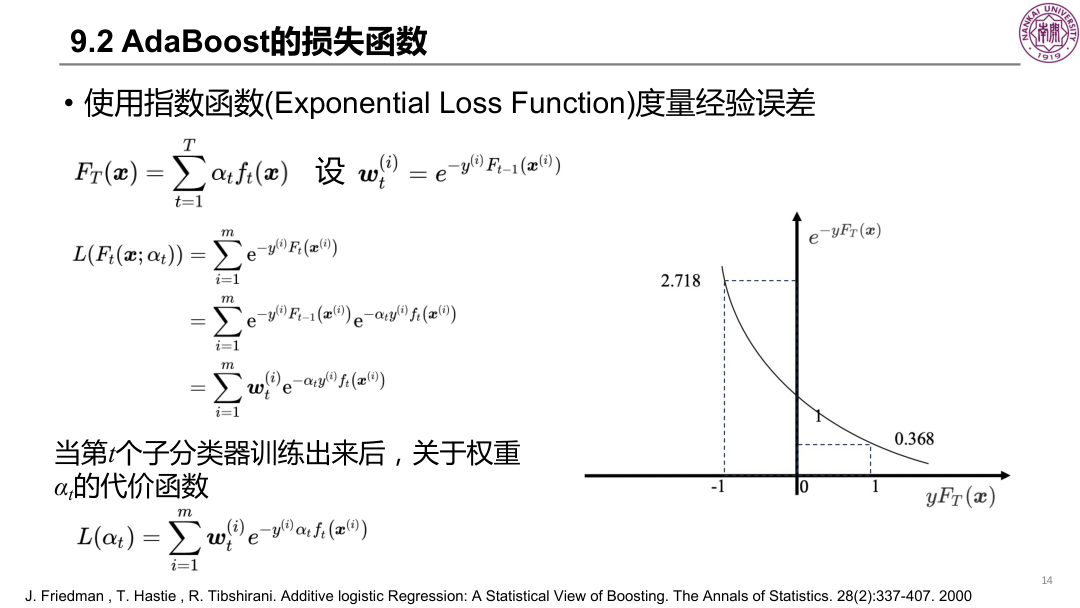 9.2 AdaBoost的损失函数
NANKAI UNIVERSITY
南開
1919
• 使用指数函数(Exponential Loss Function)度量经验误差
F_T(x) = ∑_{t=1}^{T} α_t f_t(x) 设 w_t^{(i)} = e^{-y^{(i)}F_{t-1}(x^{(i)})}
L(F_t(x; α_t)) = ∑_{i=1}^{m} e^{-y^{(i)}F_t(x^{(i)})}
= ∑_{i=1}^{m} e^{-y^{(i)}F_{t-1}(x^{(i)})} e^{-α_t y^{(i)} f_t(x^{(i)})}
= ∑_{i=1}^{m} w_t^{(i)} e^{-α_t y^{(i)} f_t(x^{(i)})}
当第t个子分类器训练出来后，关于权重
α_t的代价函数
L(α_t) = ∑_{i=1}^{m} w_t^{(i)} e^{-y^{(i)} α_t f_t(x^{(i)})}
e^{-yF_T(x)}
2.718
1
0.368
-1 0 1
yF_T(x)
14
J. Friedman , T. Hastie , R. Tibshirani. Additive logistic Regression: A Statistical View of Boosting. The Annals of Statistics. 28(2):337-407. 2000